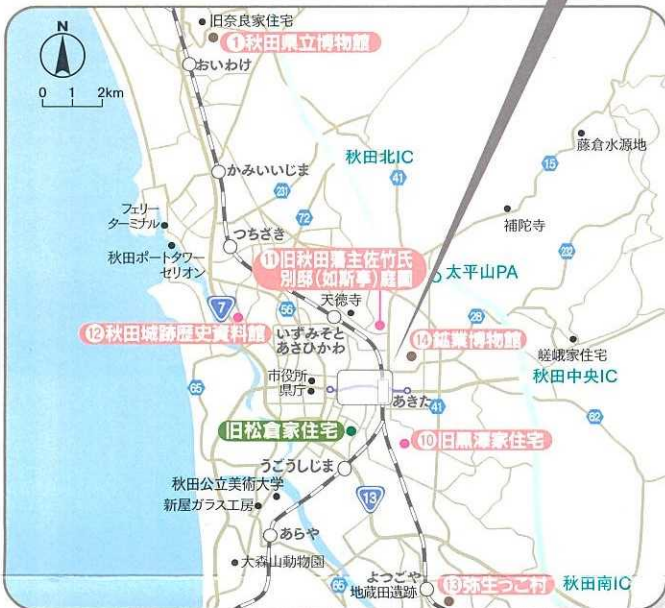 N
0 1 2km
旧奈良家住宅
①秋田県立博物館
おいわけ
秋田北IC
41
藤倉水源地
15
かみいいじま
231
72
補陀寺
フェリー
ターミナル
つちざき
232
秋田ポートタワー
セリオン
⑪旧秋田藩主佐竹氏
別邸(如斯亭)庭園
太平山PA
7
56
天徳寺
28
⑫秋田城跡歴史資料館
いずみそと
あさひかわ
⑭鉱業博物館
嵯峨家住宅
秋田中央IC
65
市役所
県庁
あきた
41
62
旧松倉家住宅
⑩旧黒澤家住宅
うごうしじま
秋田公立美術大学
新屋ガラス工房
13
あらや
大森山動物園
65
よつごや
地蔵田遺跡
⑬弥生っこ村
秋田南IC